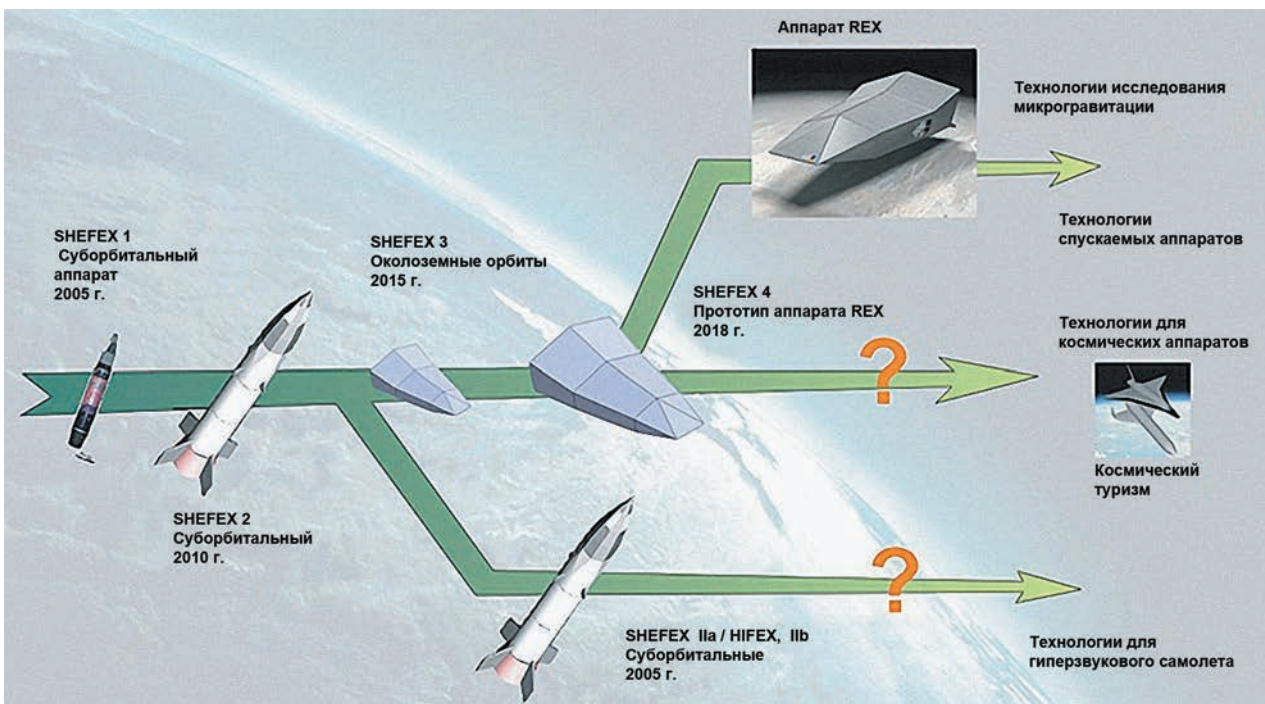 Аппарат REX
Технологии исследования
микрогравитации
SHEFEX 1
Суборбитальный
аппарат
2005 г.
SHEFEX 3
Околоземные орбиты
2015 г.
Технологии
спускаемых аппаратов
SHEFEX 4
Прототип аппарата REX
2018 г.
?
Технологии для
космических аппаратов
Космический
туризм
SHEFEX 2
Суборбитальный
2010 г.
?
SHEFEX IIa / HIFEX, IIb
Суборбитальные
2005 г.
Технологии для
гиперзвукового самолета